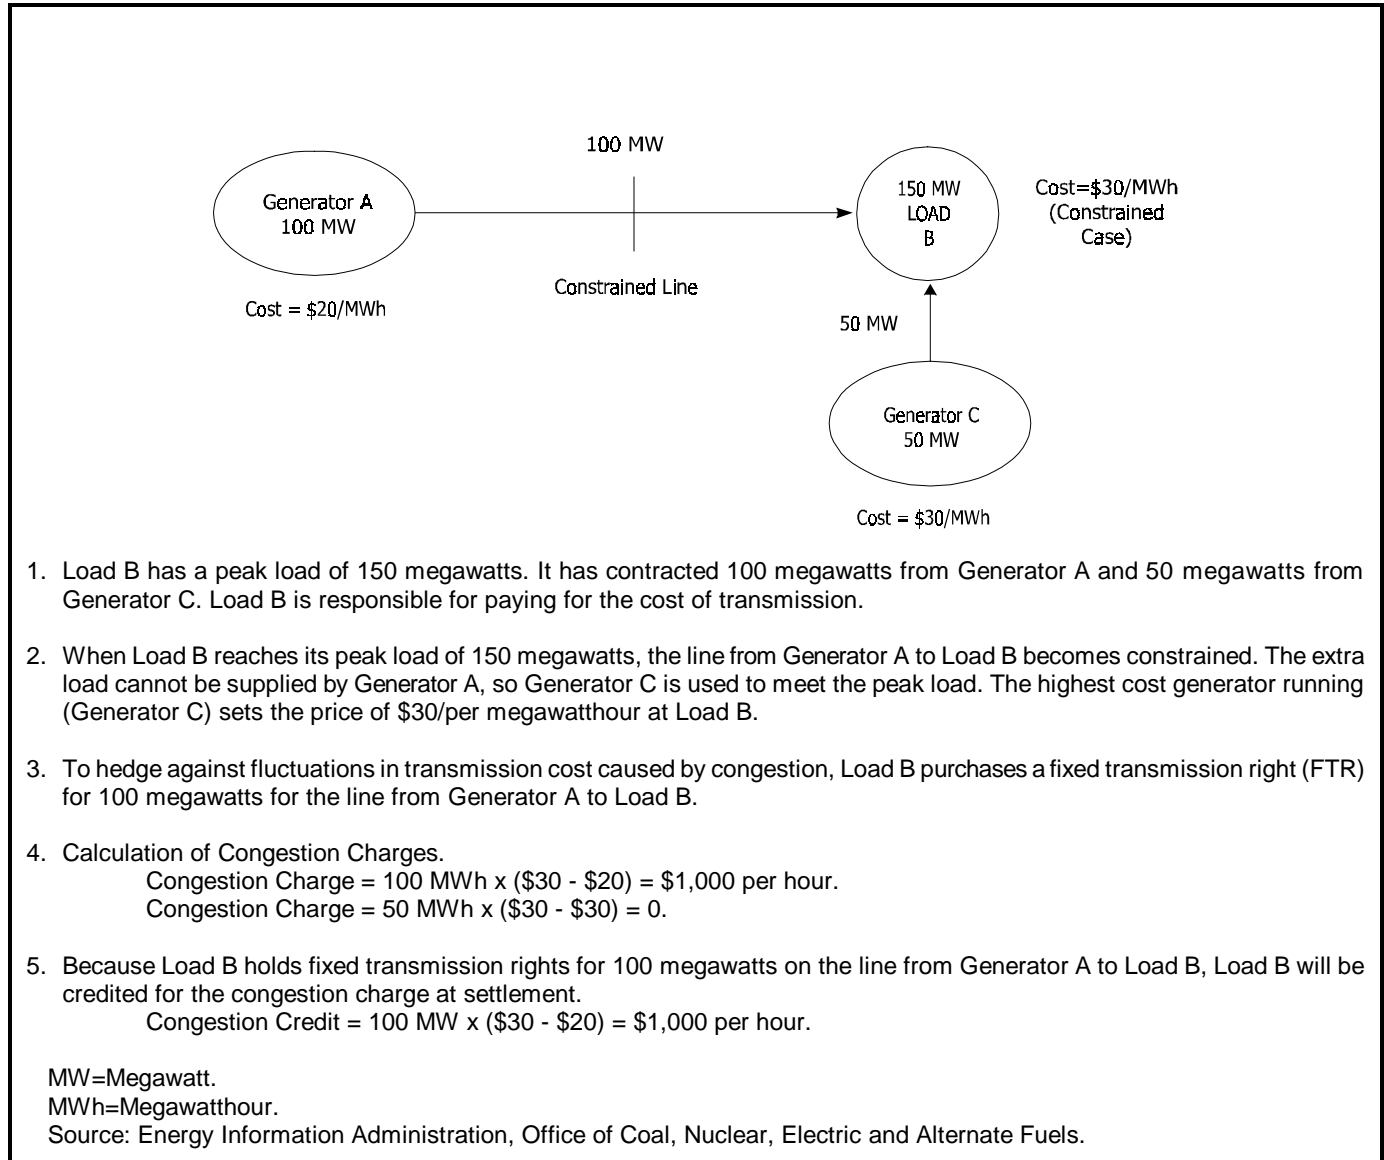 100 MW
Generator A
100 MW
150 MW
LOAD
B
Cost=$30/MWh
(Constrained
Case)
Constrained Line
Cost = $20/MWh
50 MW
Generator C
50 MW
Cost = $30/MWh
1. Load B has a peak load of 150 megawatts. It has contracted 100 megawatts from Generator A and 50 megawatts from
Generator C. Load B is responsible for paying for the cost of transmission.
2. When Load B reaches its peak load of 150 megawatts, the line from Generator A to Load B becomes constrained. The extra
load cannot be supplied by Generator A, so Generator C is used to meet the peak load. The highest cost generator running
(Generator C) sets the price of $30/per megawatthour at Load B.
3. To hedge against fluctuations in transmission cost caused by congestion, Load B purchases a fixed transmission right (FTR)
for 100 megawatts for the line from Generator A to Load B.
4. Calculation of Congestion Charges.
Congestion Charge = 100 MWh x ($30 - $20) = $1,000 per hour.
Congestion Charge = 50 MWh x ($30 - $30) = 0.
5. Because Load B holds fixed transmission rights for 100 megawatts on the line from Generator A to Load B, Load B will be
credited for the congestion charge at settlement.
Congestion Credit = 100 MW x ($30 - $20) = $1,000 per hour.
MW=Megawatt.
MWh=Megawatthour.
Source: Energy Information Administration, Office of Coal, Nuclear, Electric and Alternate Fuels.